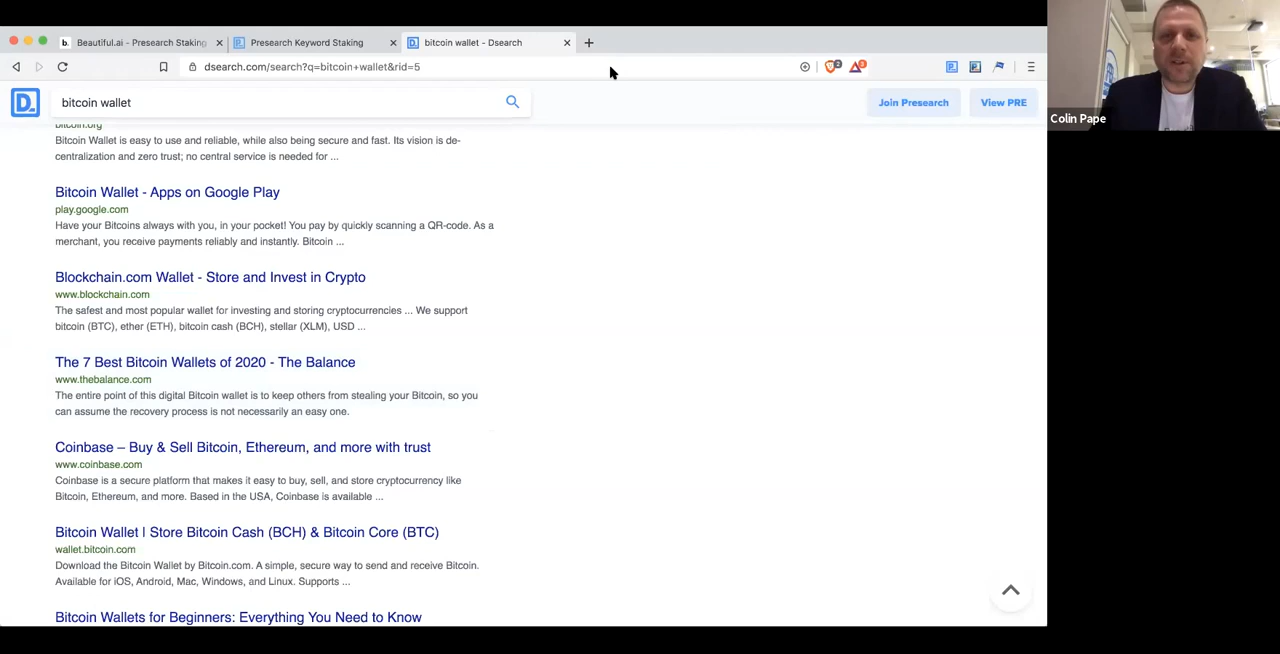 b. Beautiful.ai - Presearch Staking
Presearch Keyword Staking
D. bitcoin wallet - Dsearch
dsearch.com/search?q=bitcoin+wallet&rid=5
D.
bitcoin wallet
Join Presearch
View PRE
Colin Pape
bitcoin.org
Bitcoin Wallet is easy to use and reliable, while also being secure and fast. Its vision is de-
centralization and zero trust; no central service is needed for ...
Bitcoin Wallet - Apps on Google Play
play.google.com
Have your Bitcoins always with you, in your pocket! You pay by quickly scanning a QR-code. As a
merchant, you receive payments reliably and instantly. Bitcoin ...
Blockchain.com Wallet - Store and Invest in Crypto
www.blockchain.com
The safest and most popular wallet for investing and storing cryptocurrencies ... We support
bitcoin (BTC), ether (ETH), bitcoin cash (BCH), stellar (XLM), USD ...
The 7 Best Bitcoin Wallets of 2020 - The Balance
www.thebalance.com
The entire point of this digital Bitcoin wallet is to keep others from stealing your Bitcoin, so you
can assume the recovery process is not necessarily an easy one.
Coinbase – Buy & Sell Bitcoin, Ethereum, and more with trust
www.coinbase.com
Coinbase is a secure platform that makes it easy to buy, sell, and store cryptocurrency like
Bitcoin, Ethereum, and more. Based in the USA, Coinbase is available ...
Bitcoin Wallet | Store Bitcoin Cash (BCH) & Bitcoin Core (BTC)
wallet.bitcoin.com
Download the Bitcoin Wallet by Bitcoin.com. A simple, secure way to send and receive Bitcoin.
Available for iOS, Android, Mac, Windows, and Linux. Supports ...
Bitcoin Wallets for Beginners: Everything You Need to Know